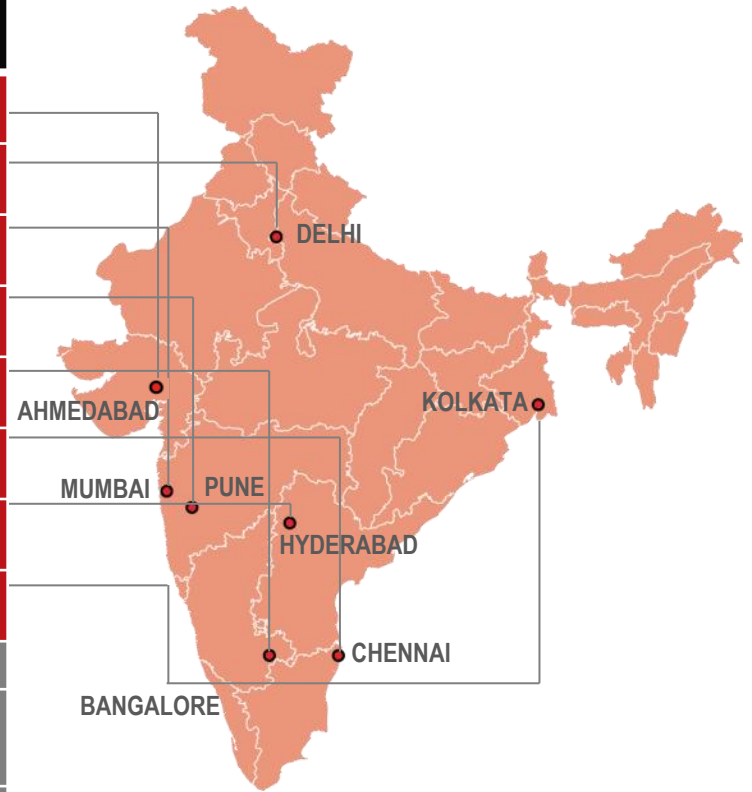 DELHI
AHMEDABAD
KOLKATA
MUMBAI
PUNE
HYDERABAD
CHENNAI
BANGALORE